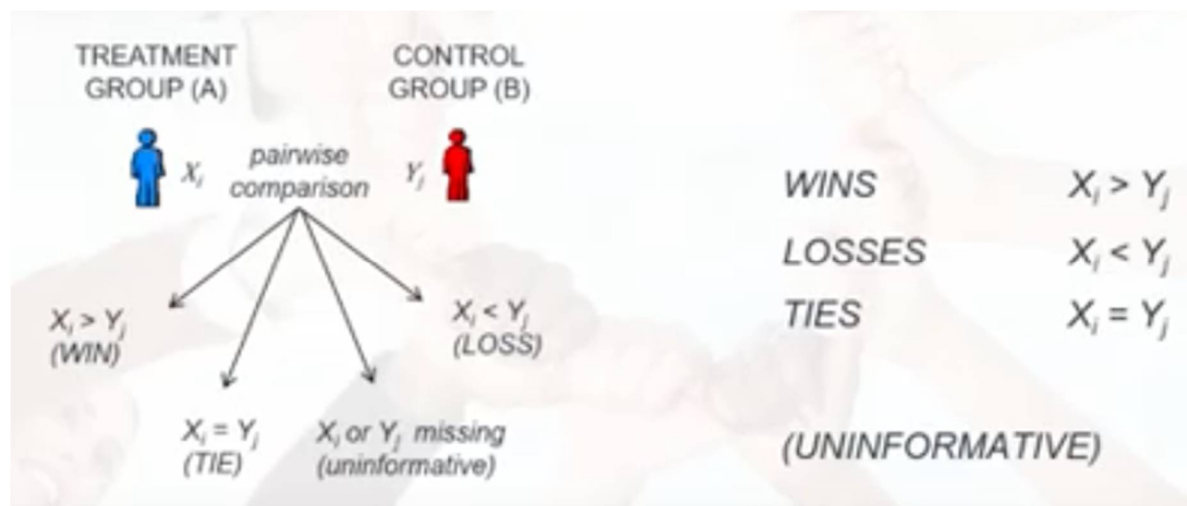 TREATMENT
GROUP (A)
CONTROL
GROUP (B)
Xi
pairwise
comparison
Yj
Xi > Yj
(WIN)
Xi < Yj
(LOSS)
Xi = Yj
(TIE)
Xi or Yj missing
(uninformative)
WINS Xi > Yj
LOSSES Xi < Yj
TIES Xi = Yj
(UNINFORMATIVE)